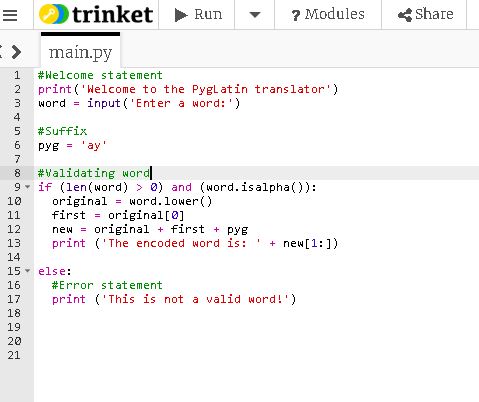 trinket Run ? Modules Share
main.py
1 #Welcome statement
2 print('Welcome to the PygLatin translator')
3 word = input('Enter a word:')
4
5 #Suffix
6 pyg = 'ay'
7
8 #Validating word
9 if (len(word) > 0) and (word.isalpha()):
10 original = word.lower()
11 first = original[0]
12 new = original + first + pyg
13 print ('The encoded word is: ' + new[1:])
14
15 else:
16 #Error statement
17 print ('This is not a valid word!')
18
19
20
21